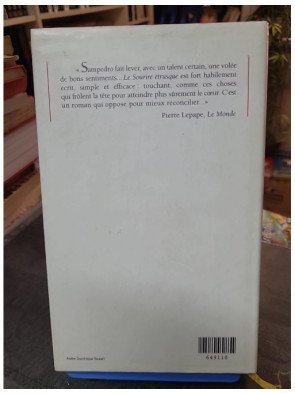 « Sampedro fait lever, avec un talent certain, une volée
de bons sentiments... Le Sourire étrusque est fort habilement
écrit, simple et efficace : touchant, comme ces choses
qui frôlent la tête pour atteindre plus sûrement le cœur. C'est
un roman qui oppose pour mieux réconcilier... »
Pierre Lepape, Le Monde
649118